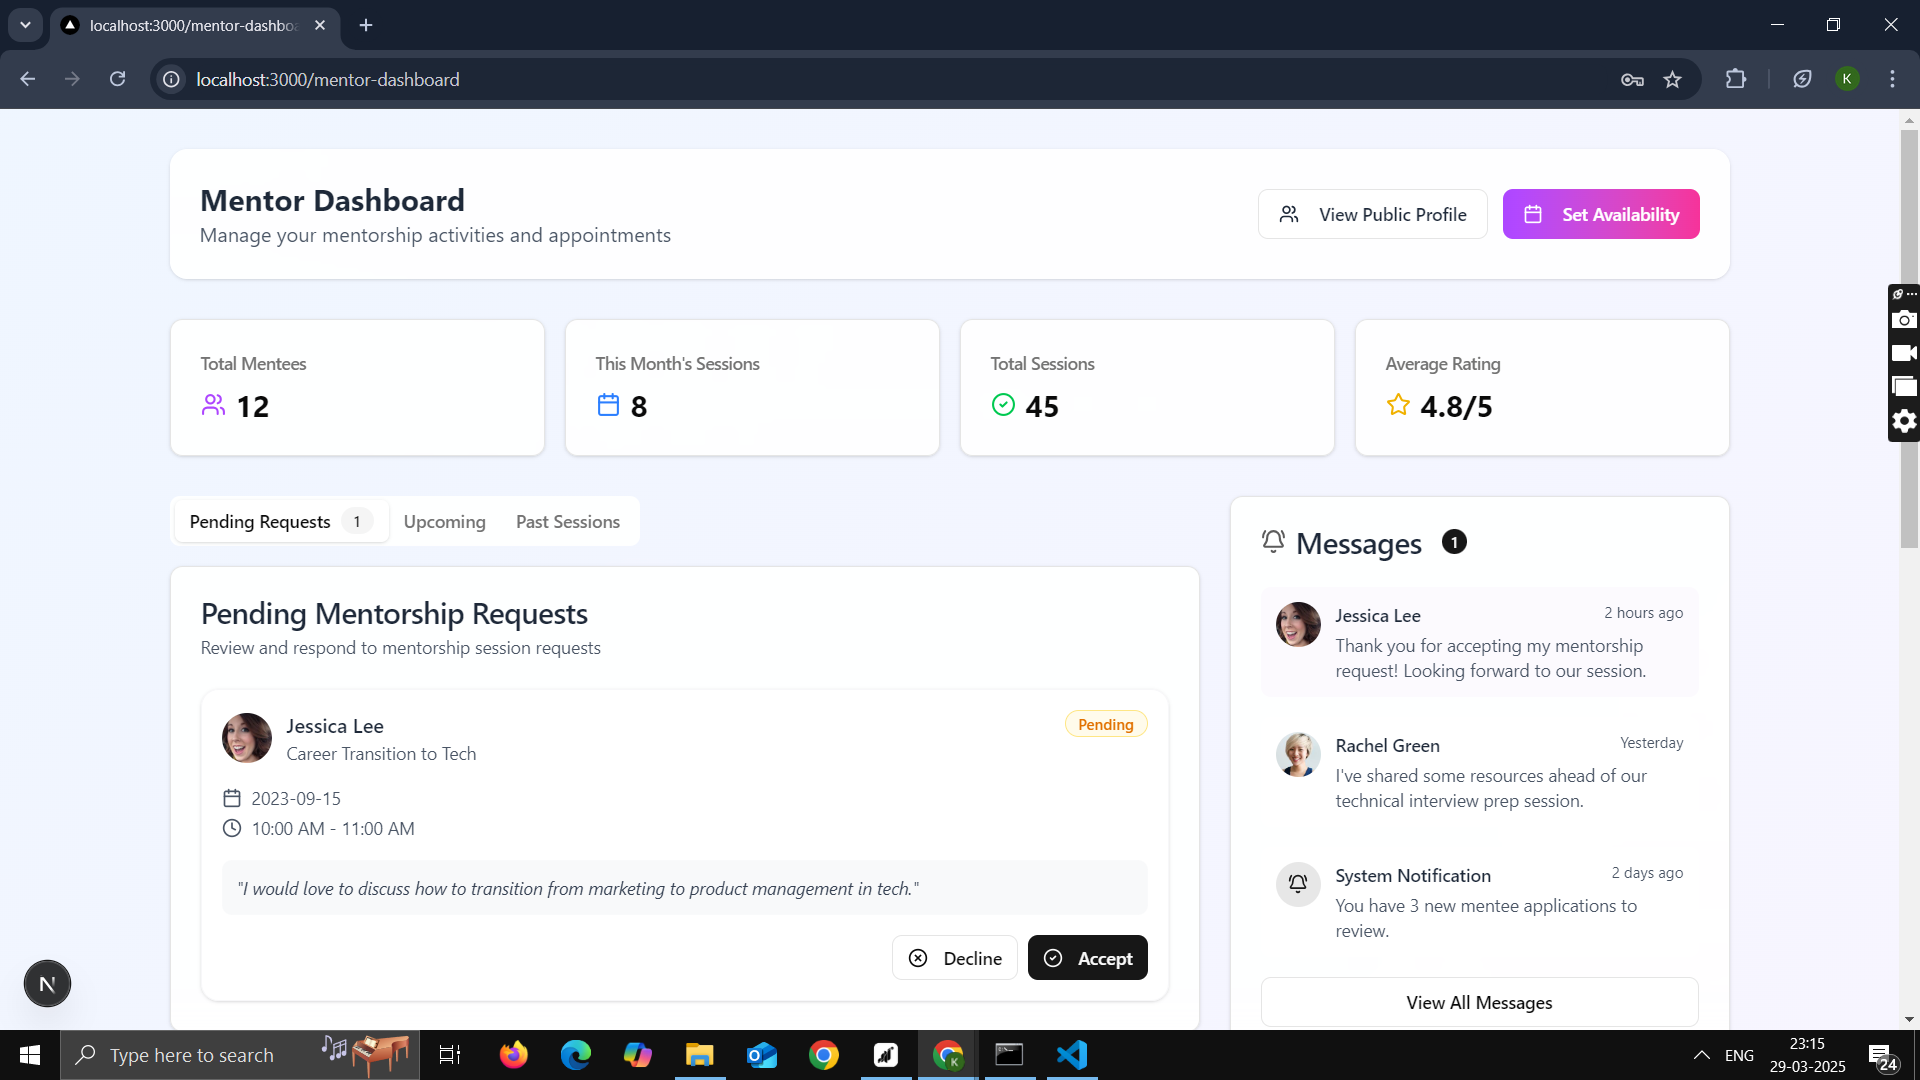 localhost:3000/mentor-dashboa
localhost:3000/mentor-dashboard
K
Mentor Dashboard
Manage your mentorship activities and appointments
View Public Profile
Set Availability
Total Mentees
12
This Month's Sessions
8
Total Sessions
45
Average Rating
4.8/5
Pending Requests 1
Upcoming
Past Sessions
Pending Mentorship Requests
Review and respond to mentorship session requests
Jessica Lee
Pending
Career Transition to Tech
2023-09-15
10:00 AM - 11:00 AM
"I would love to discuss how to transition from marketing to product management in tech."
Decline
Accept
Messages 1
Jessica Lee
2 hours ago
Thank you for accepting my mentorship
request! Looking forward to our session.
Rachel Green
Yesterday
I've shared some resources ahead of our
technical interview prep session.
System Notification
2 days ago
You have 3 new mentee applications to
review.
View All Messages
N
Type here to search
K
ENG
23:15
29-03-2025
24